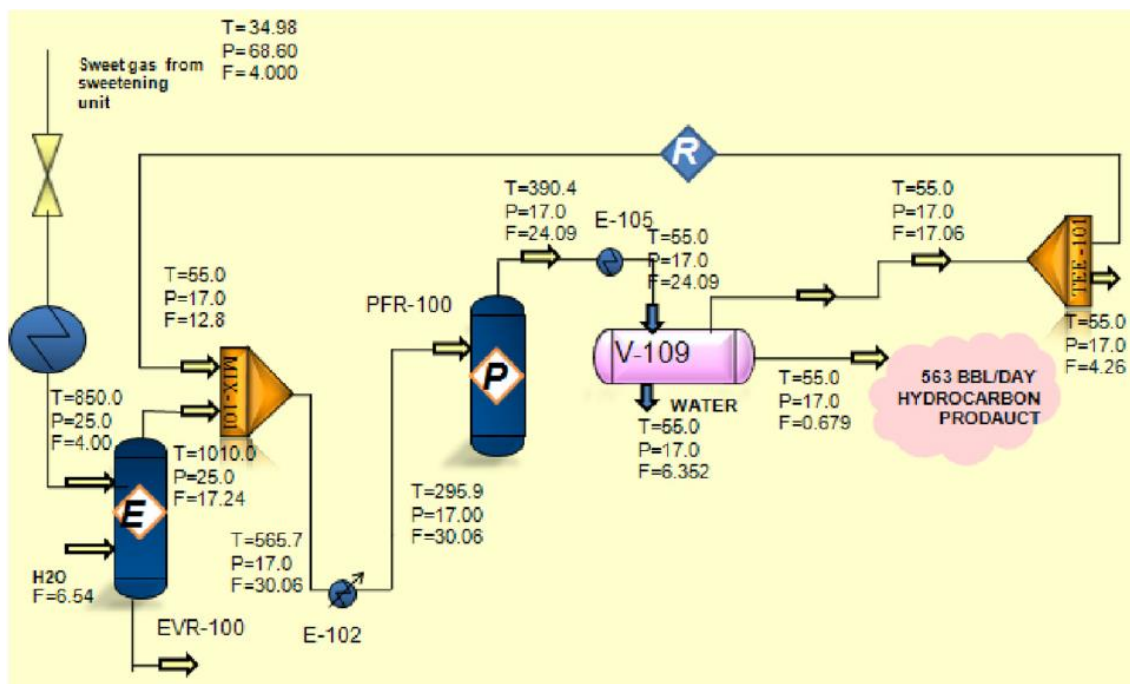 T= 34.98
P= 68.60
F= 4.000
Sweet gas from
sweetening
unit
R
T=390.4
P=17.0
F=24.09
E-105
T=55.0
P=17.0
F=24.09
T=55.0
P=17.0
F=17.06
TEE-101
T=55.0
P=17.0
F=12.8
PFR-100
MIX-101
P
V-109
T=55.0
P=17.0
F=4.26
T=850.0
P=25.0
F=4.00
T=1010.0
P=25.0
F=17.24
E
WATER
T=55.0
P=17.0
F=6.352
T=55.0
P=17.0
F=0.679
563 BBL/DAY
HYDROCARBON
PRODAUCT
T=295.9
P=17.00
F=30.06
T=565.7
P=17.0
F=30.06
H2O
F=6.54
EVR-100
E-102